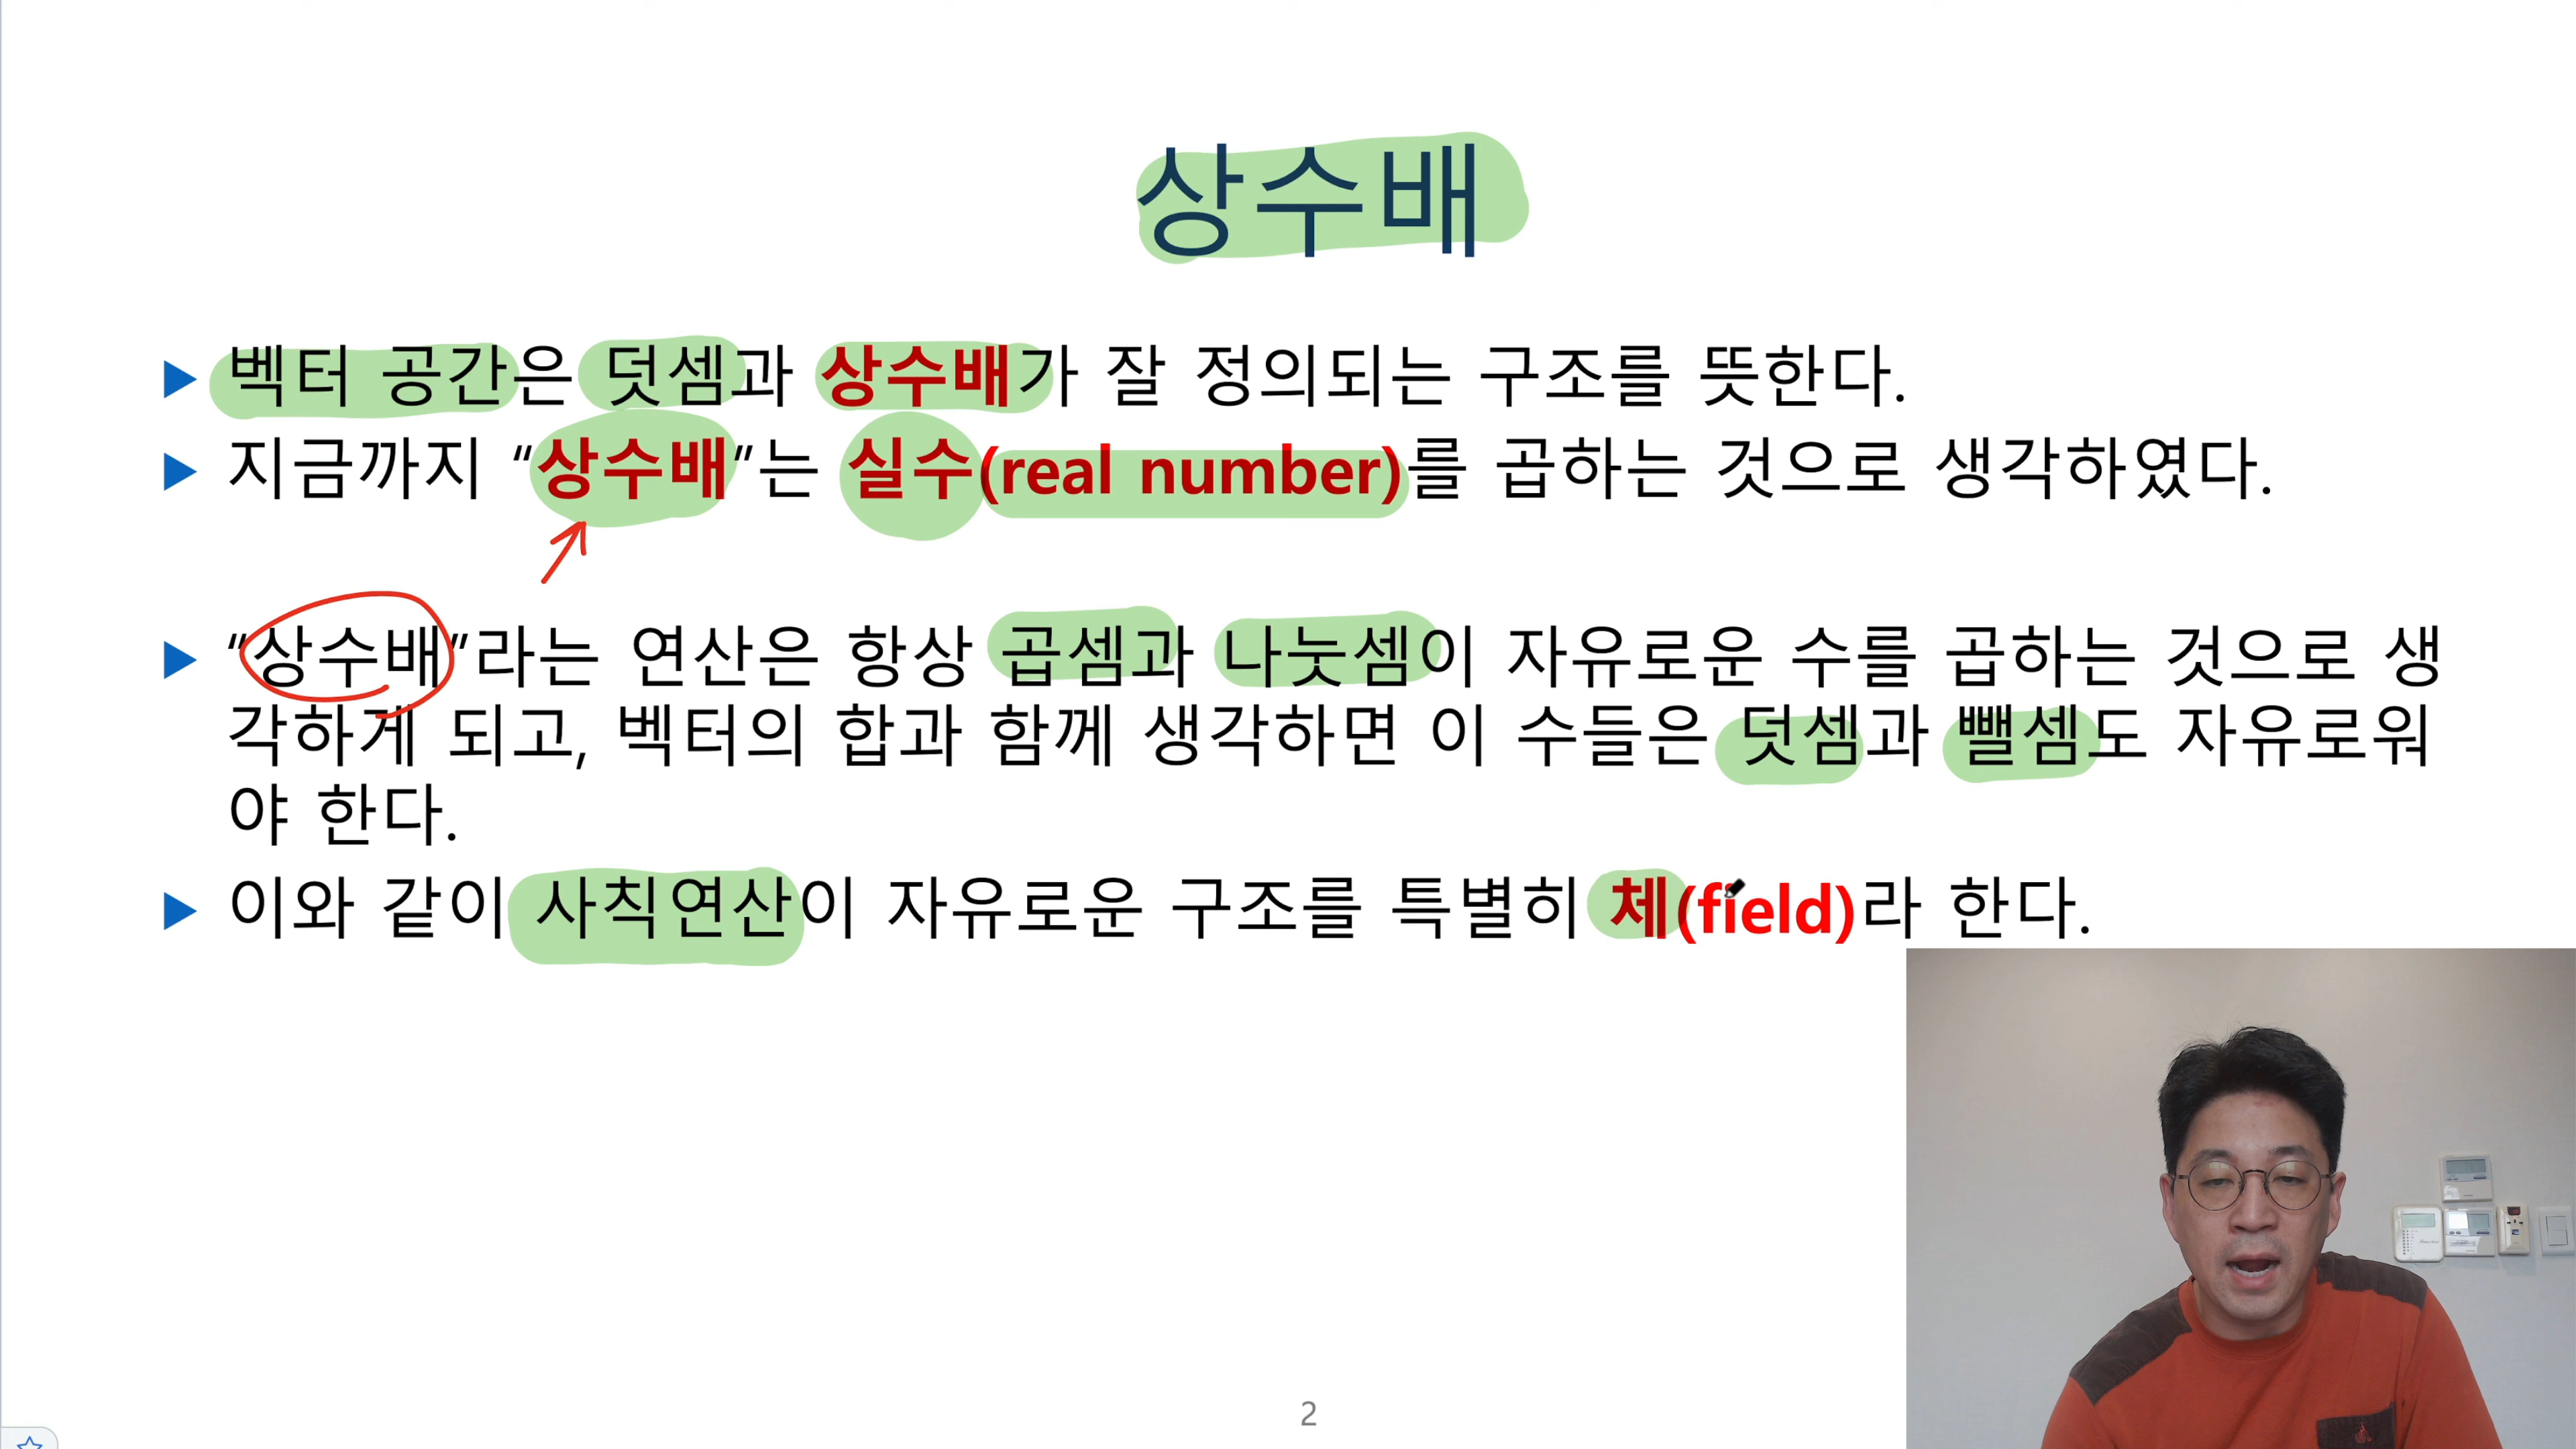 상수배
벡터 공간은 덧셈과 상수배가 잘 정의되는 구조를 뜻한다.
지금까지 “상수배”는 실수(real number)를 곱하는 것으로 생각하였다.
“상수배”라는 연산은 항상 곱셈과 나눗셈이 자유로운 수를 곱하는 것으로 생
각하게 되고, 벡터의 합과 함께 생각하면 이 수들은 덧셈과 뺄셈도 자유로워
야 한다.
이와 같이 사칙연산이 자유로운 구조를 특별히 체(field)라 한다.
2